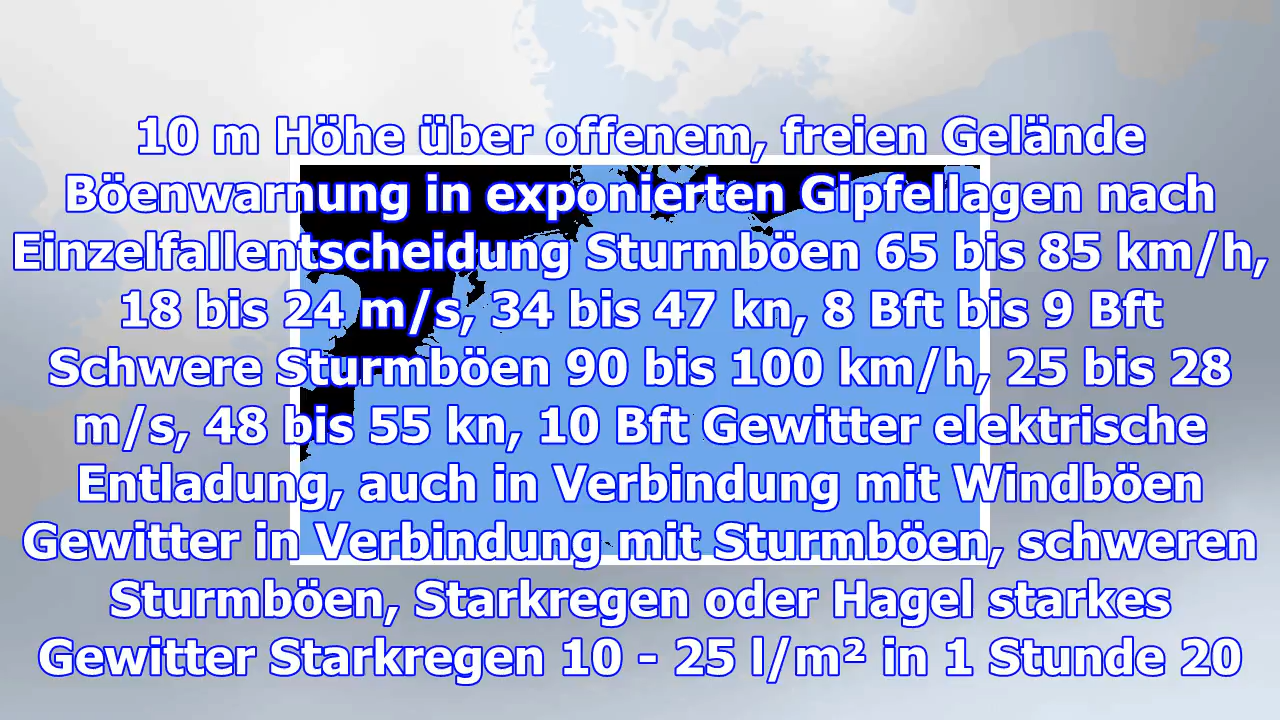 10 m Höhe über offenem, freien Gelände
Böenwarnung in exponierten Gipfellagen nach
Einzelfallentscheidung Sturmböen 65 bis 85 km/h,
18 bis 24 m/s, 34 bis 47 kn, 8 Bft bis 9 Bft
Schwere Sturmböen 90 bis 100 km/h, 25 bis 28
m/s, 48 bis 55 kn, 10 Bft Gewitter elektrische
Entladung, auch in Verbindung mit Windböen
Gewitter in Verbindung mit Sturmböen, schweren
Sturmböen, Starkregen oder Hagel starkes
Gewitter Starkregen 10 - 25 l/m² in 1 Stunde 20